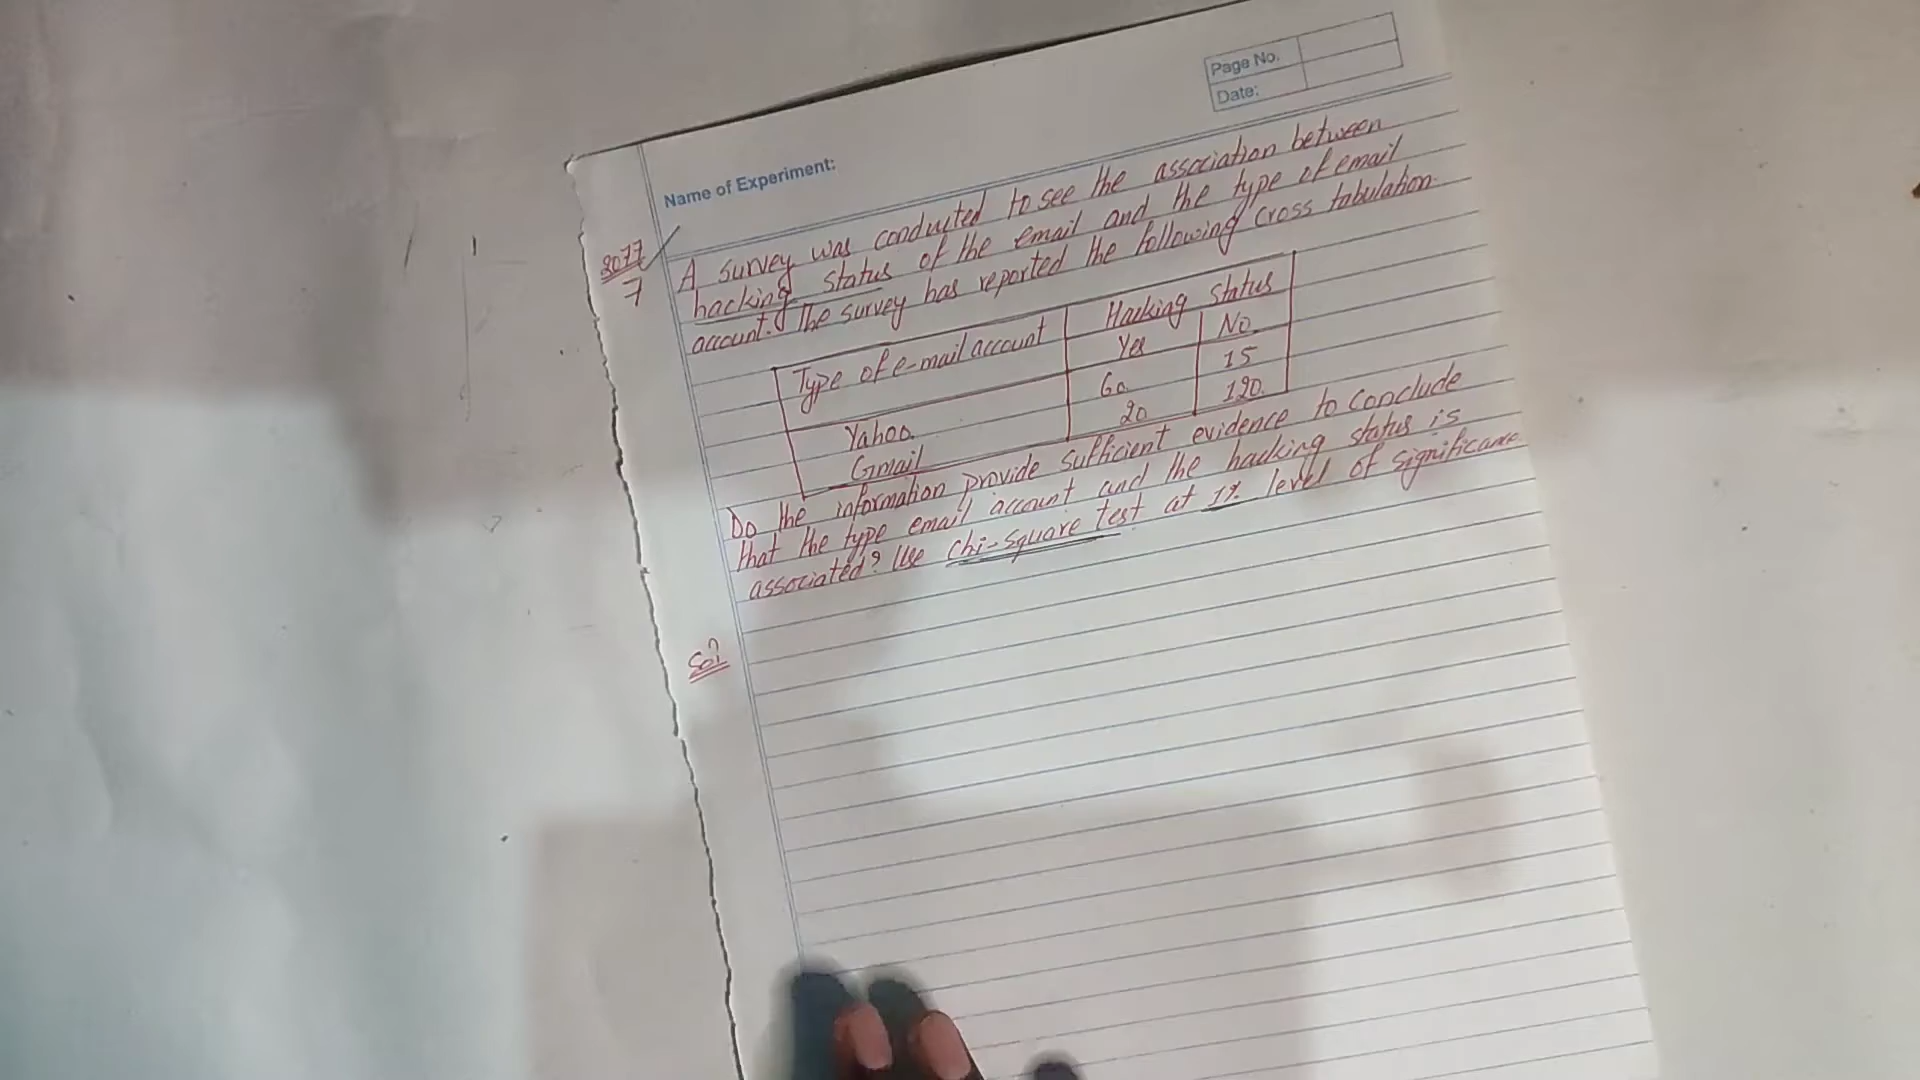 Page No.
Date:
Name of Experiment:
2077
7
A survey was conducted to see the association between
hacking status of the email and the type of email
account. The survey has reported the following cross tabulation.
Type of e-mail account Hacking status
Yes No
Yahoo 60 15
Gmail 20 120
Do the information provide sufficient evidence to conclude
that the type email account and the hacking status is
associated? Use chi-square test at 1% level of significance
Sol?